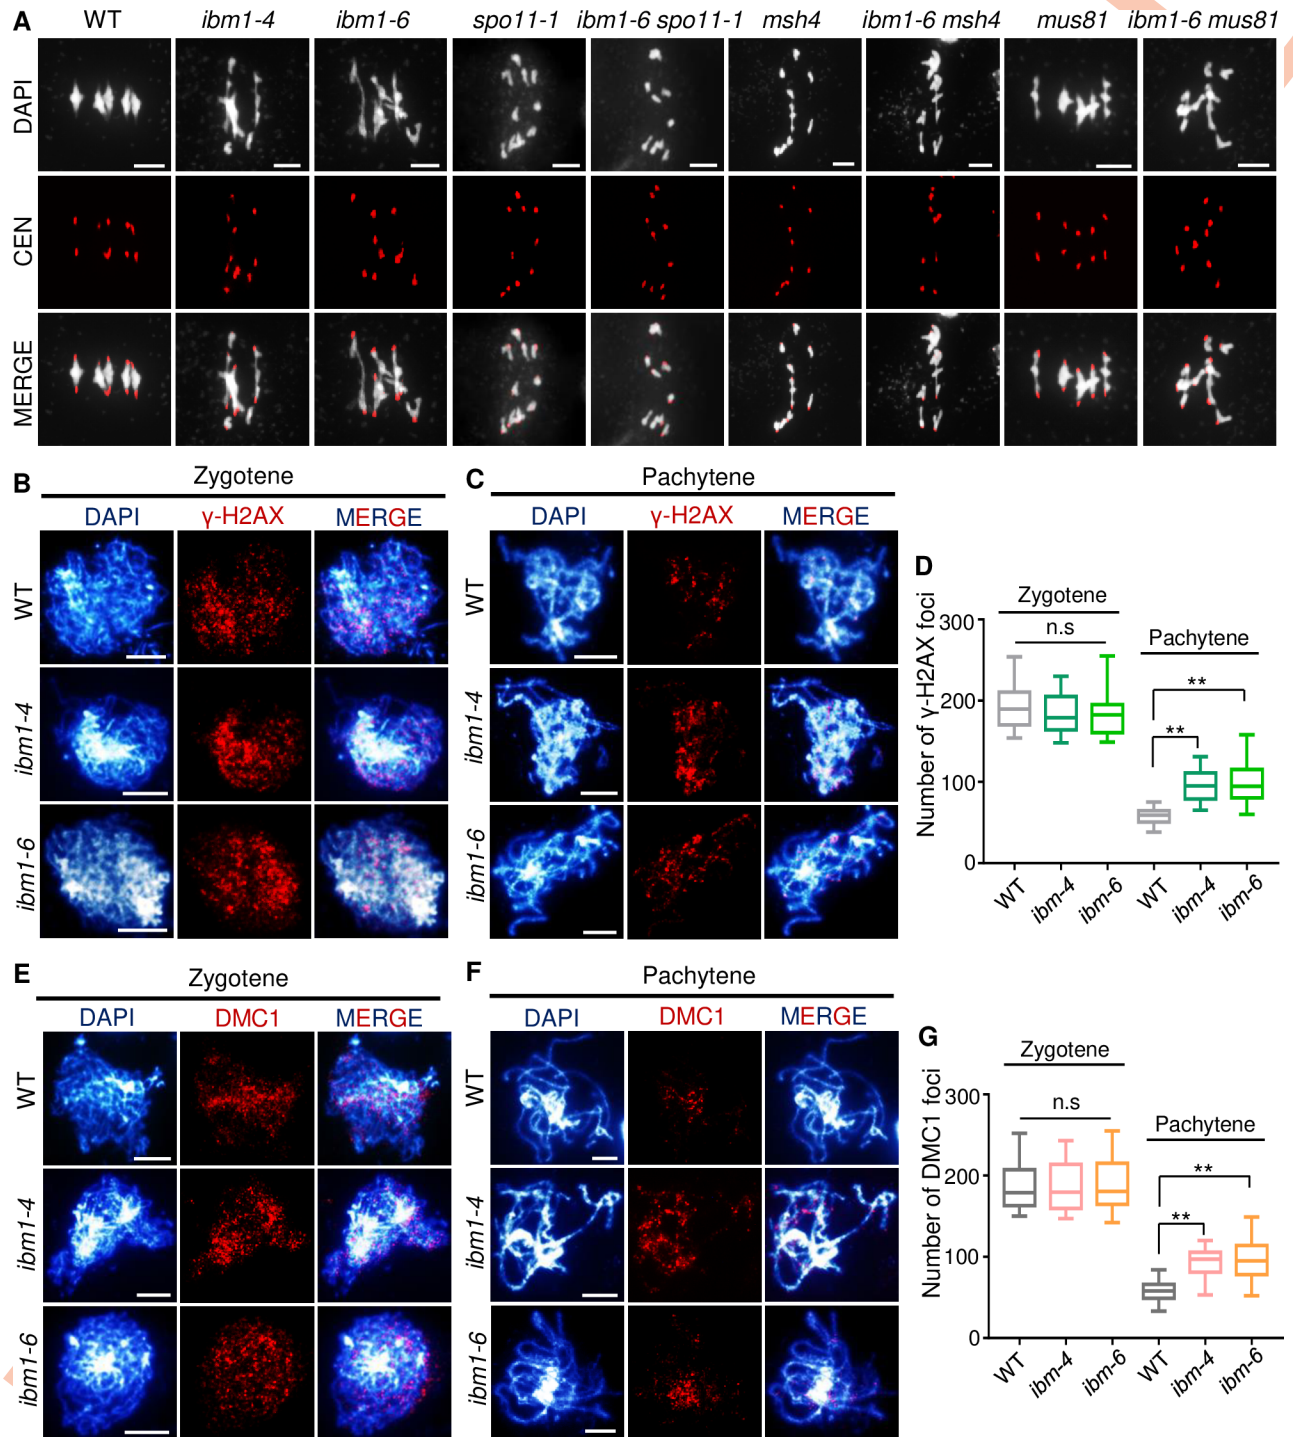 A WT ibm1-4 ibm1-6 spo11-1 ibm1-6 spo11-1 msh4 ibm1-6 msh4 mus81 ibm1-6 mus81
DAPI
CEN
MERGE
B Zygotene
DAPI γ-H2AX MERGE
WT
ibm1-4
ibm1-6
C Pachytene
DAPI γ-H2AX MERGE
WT
ibm1-4
ibm1-6
D
Zygotene
n.s
Pachytene
**
**
Number of γ-H2AX foci
300
200
100
0
WT ibm-4 ibm-6 WT ibm-4 ibm-6
E Zygotene
DAPI DMC1 MERGE
WT
ibm1-4
ibm1-6
F Pachytene
DAPI DMC1 MERGE
WT
ibm1-4
ibm1-6
G
Zygotene
n.s
Pachytene
**
**
Number of DMC1 foci
300
200
100
0
WT ibm-4 ibm-6 WT ibm-4 ibm-6